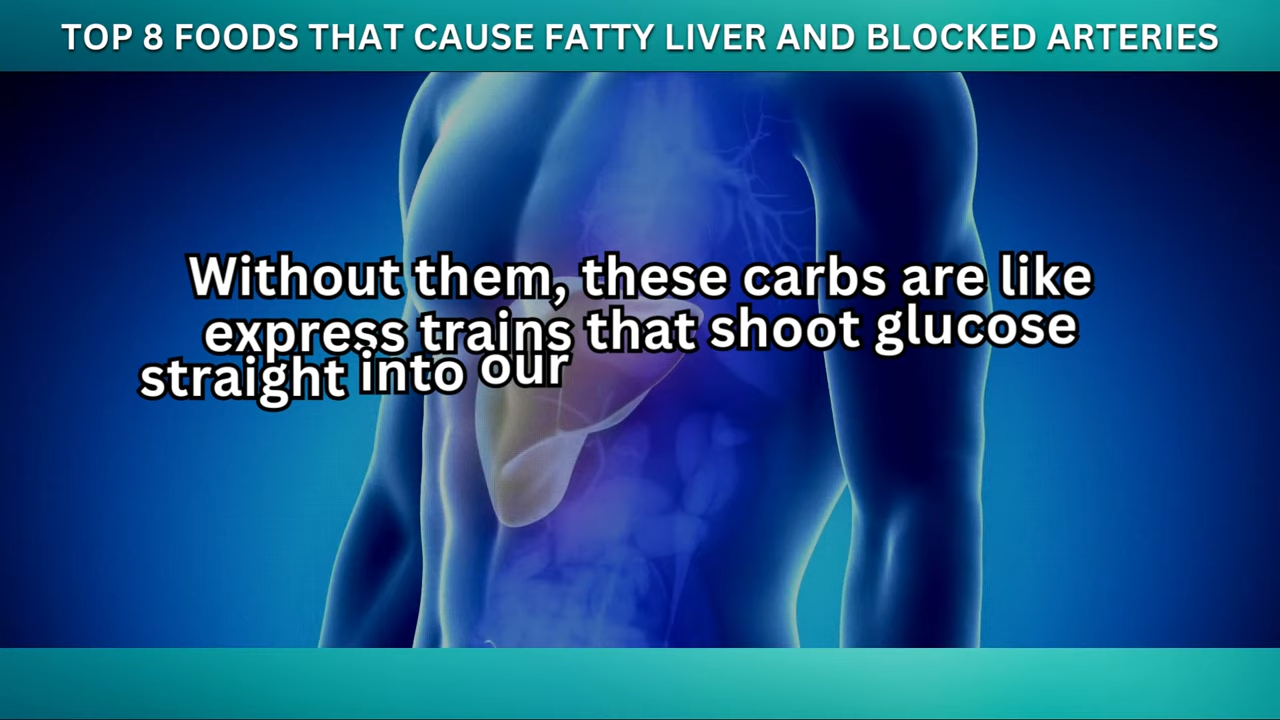 TOP 8 FOODS THAT CAUSE FATTY LIVER AND BLOCKED ARTERIES
Without them, these carbs are like
express trains that shoot glucose
straight into our